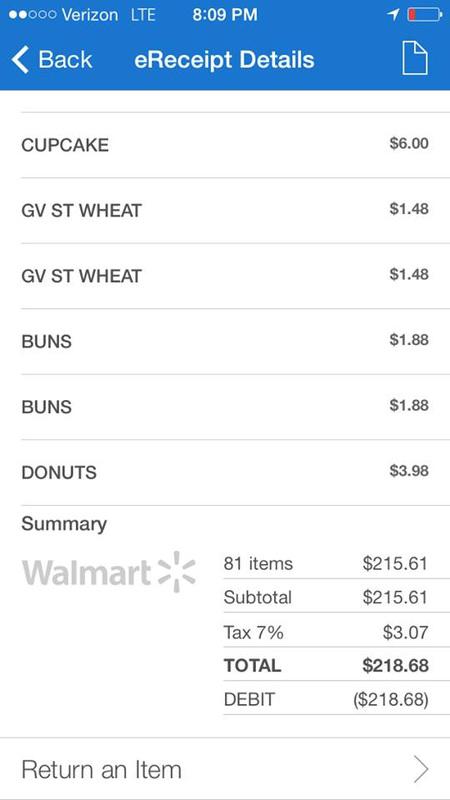 Verizon LTE 8:09 PM
Back eReceipt Details
CUPCAKE $6.00
GV ST WHEAT $1.48
GV ST WHEAT $1.48
BUNS $1.88
BUNS $1.88
DONUTS $3.98
Summary
Walmart
81 items $215.61
Subtotal $215.61
Tax 7% $3.07
TOTAL $218.68
DEBIT ($218.68)
Return an Item